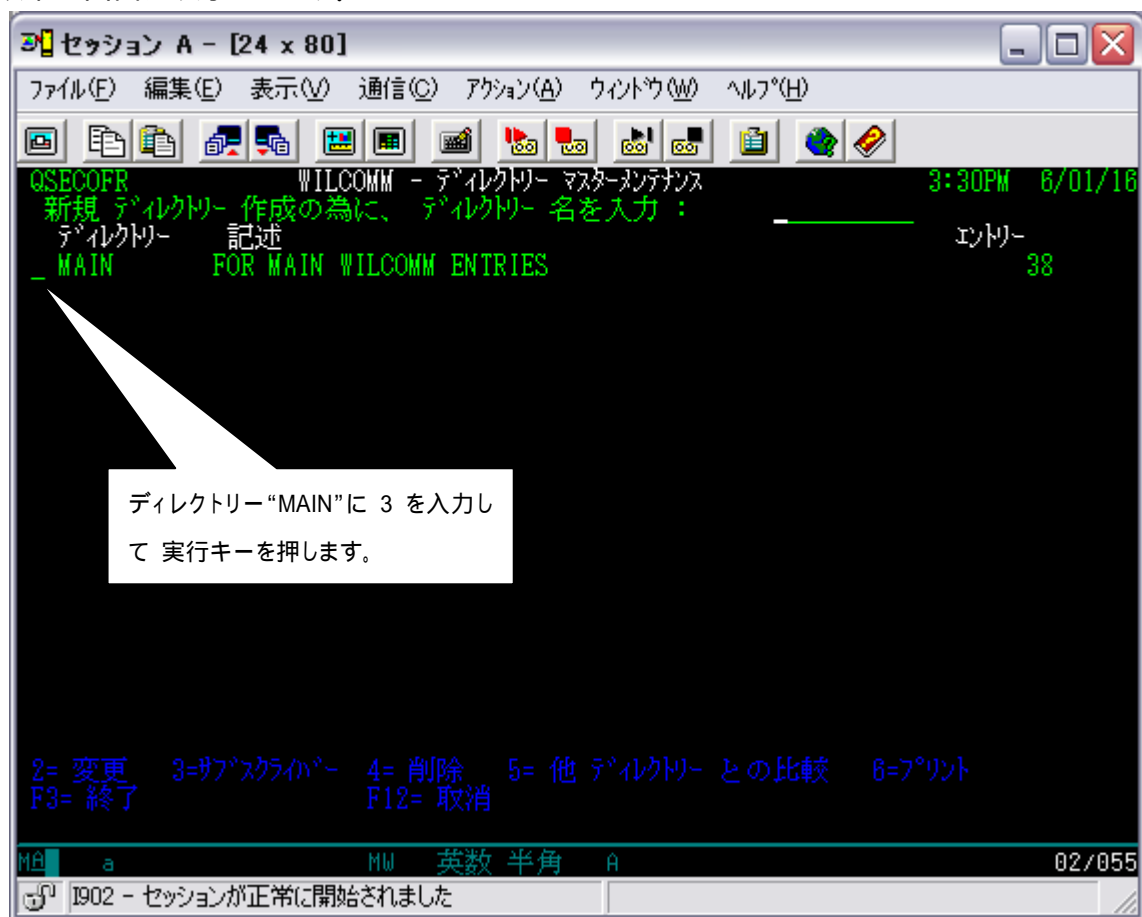 セッション A - [24 x 80]
ファイル(F) 編集(E) 表示(V) 通信(C) アクション(A) ウィンドウ(W) ヘルプ(H)
QSECOFR WILCOMM - ディレクトリー マスターメンテナンス 3:30PM 6/01/16
新規 ディレクトリー 作成の為に、 ディレクトリー 名を入力 :
ディレクトリー 記述 エントリー
_ MAIN FOR MAIN WILCOMM ENTRIES 38
ディレクトリー“MAIN”に 3 を入力し
て 実行キーを押します。
2= 変更 3=サブスクライバー 4= 削除 5= 他 ディレクトリー との比較 6=プリント
F3= 終了 F12= 取消
MA a MW 英数 半角 A 02/055
I902 - セッションが正常に開始されました